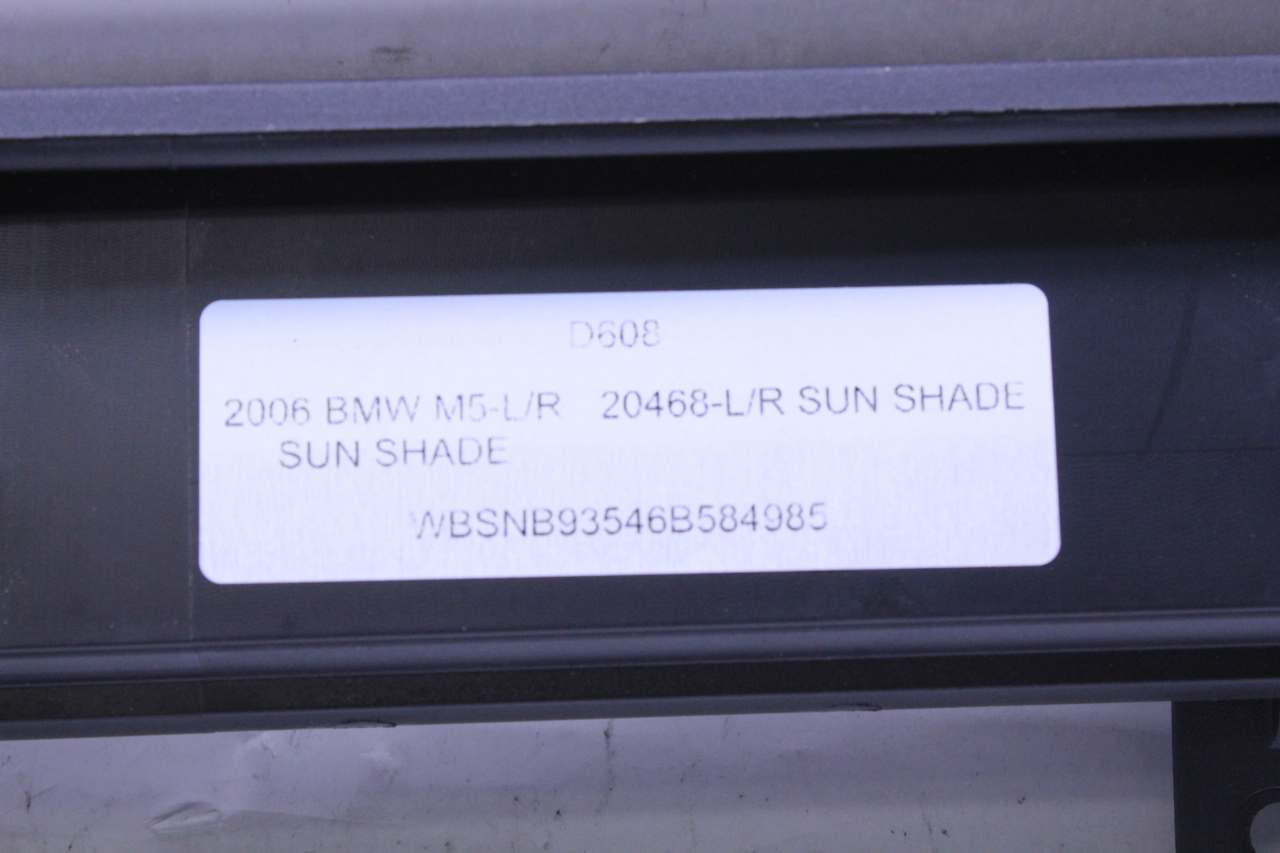 D608
2006 BMW M5-L/R 20468-L/R SUN SHADE
SUN SHADE
WBSNB93546B584985